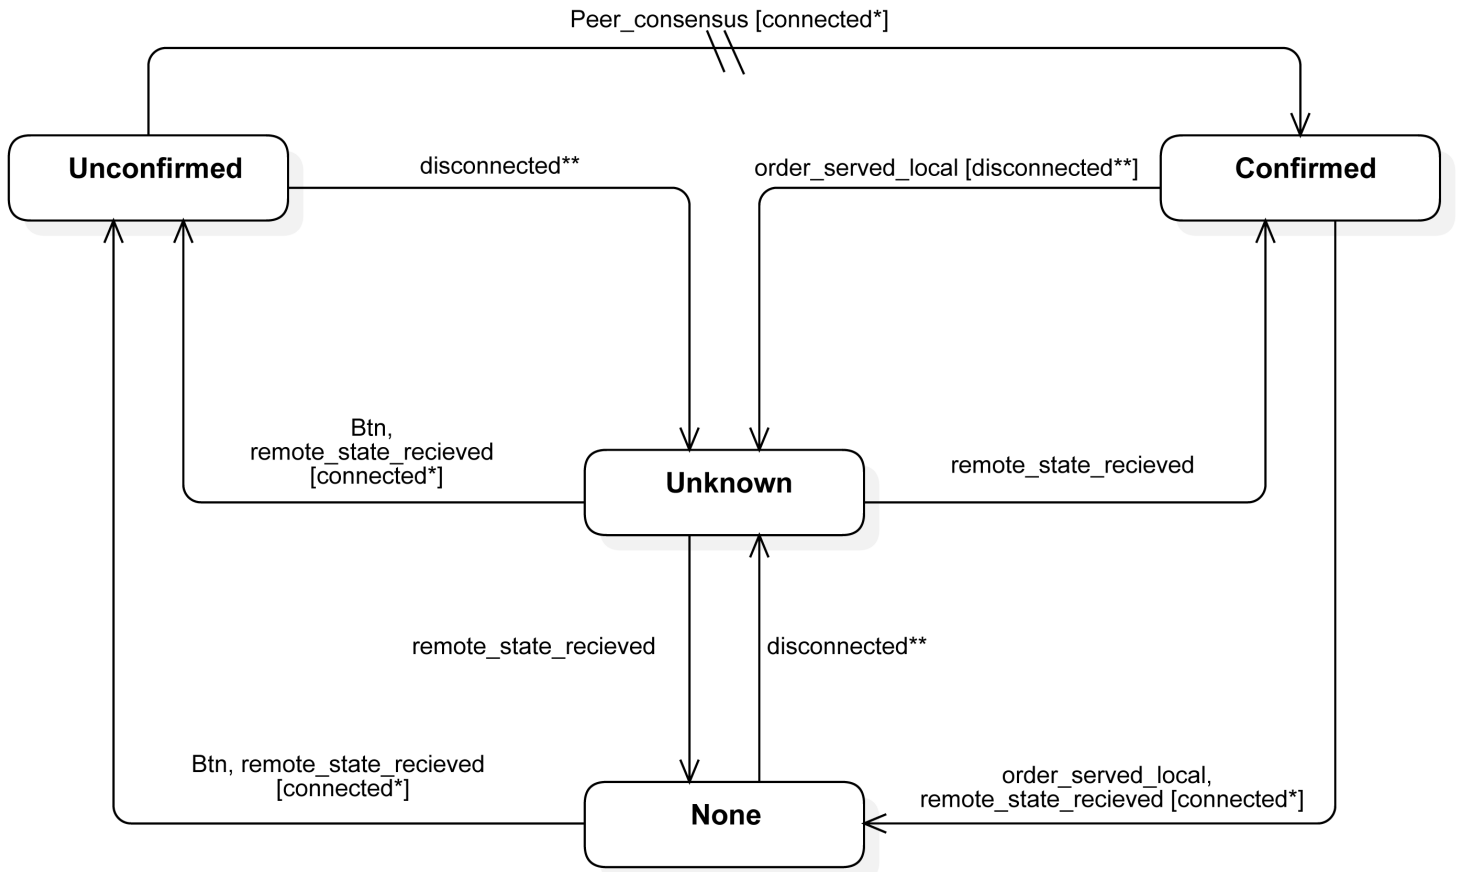 Peer_consensus [connected*]
Unconfirmed
disconnected**
order_served_local [disconnected**]
Confirmed
Btn,
remote_state_recieved
[connected*]
Unknown
remote_state_recieved
remote_state_recieved
disconnected**
Btn, remote_state_recieved
[connected*]
None
order_served_local,
remote_state_recieved [connected*]